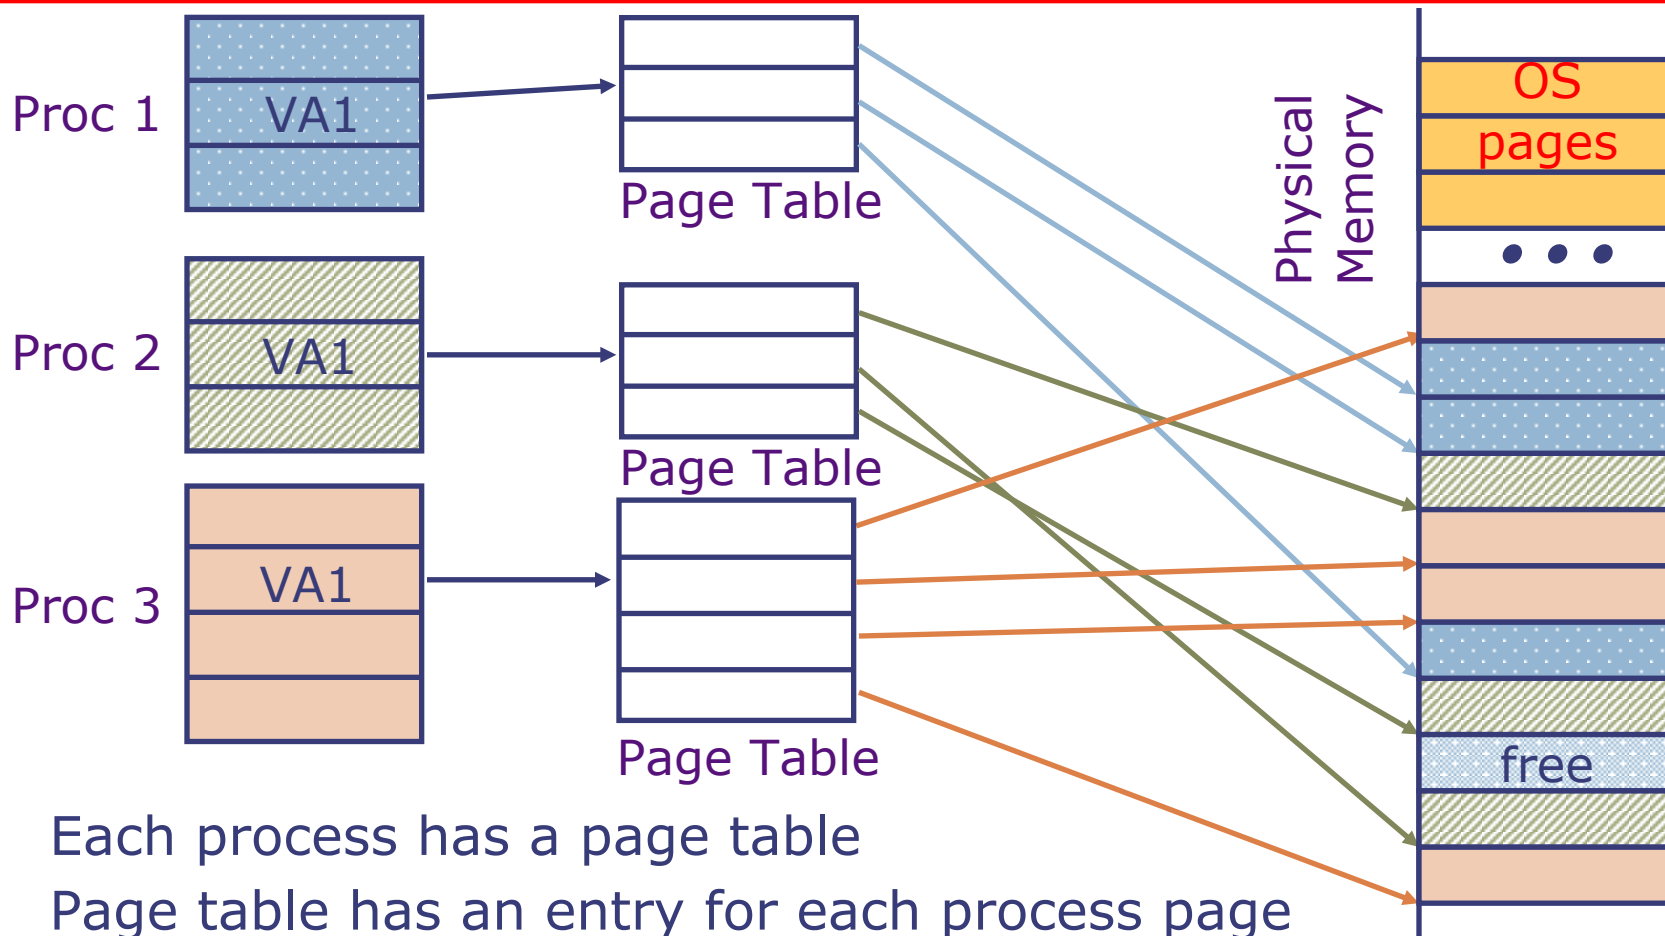 Proc 1
VA1
Page Table
Proc 2
VA1
Page Table
Proc 3
VA1
Page Table
Physical
Memory
OS
pages
• • •
free
Each process has a page table
Page table has an entry for each process page